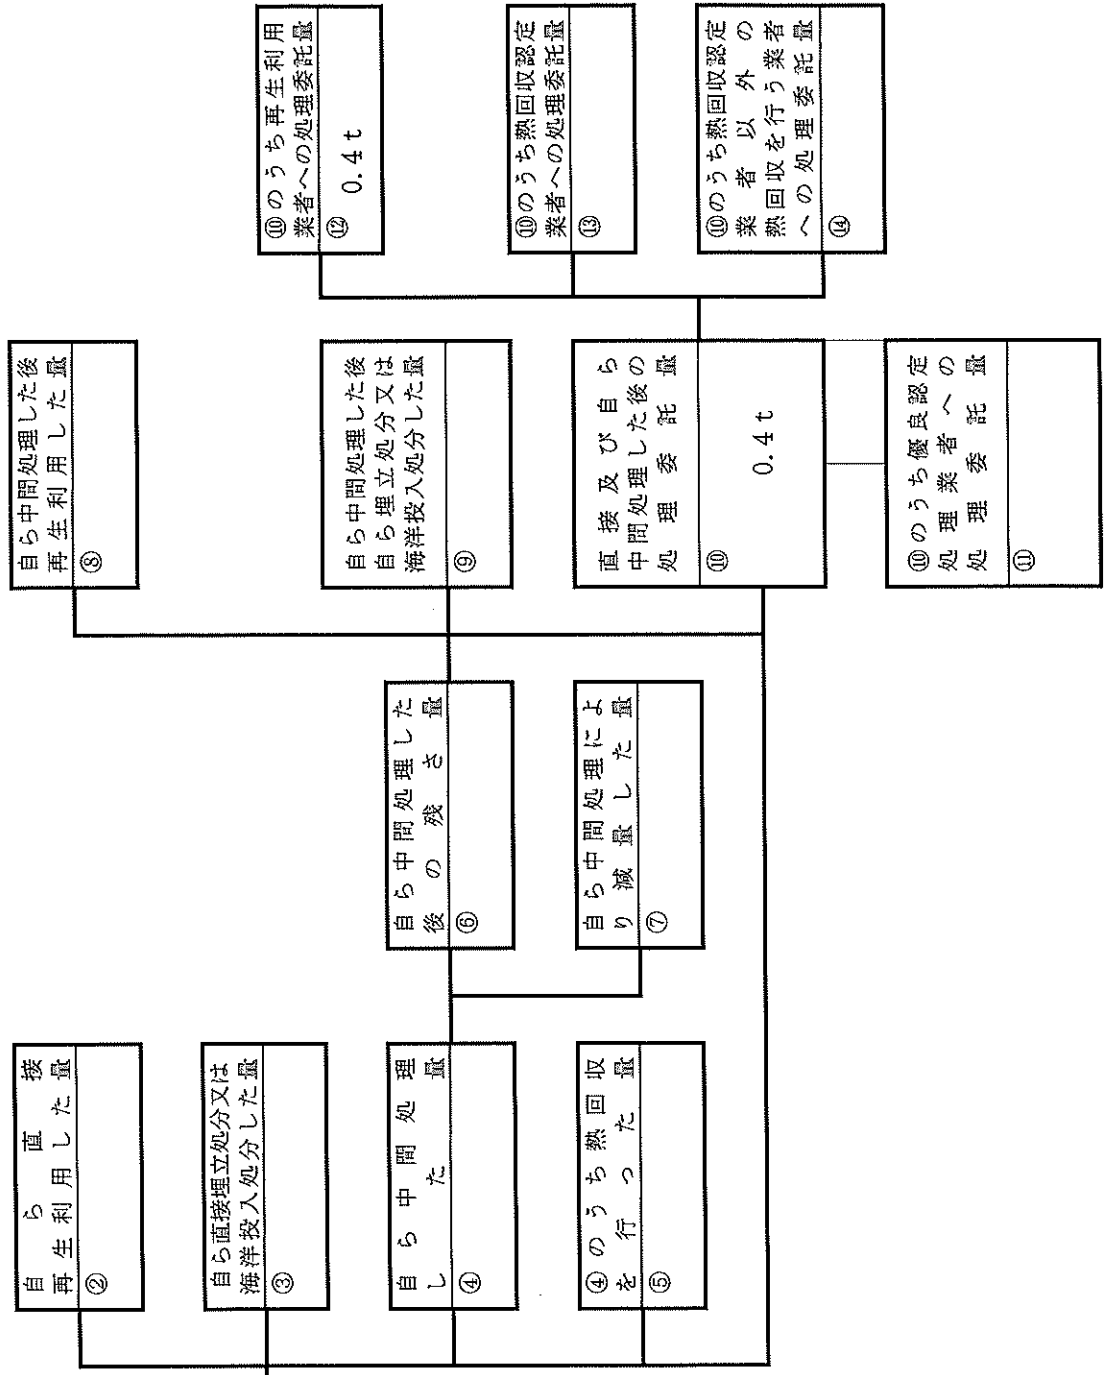 自ら直接
再生利用した量
②
自ら直接埋立処分又は
海洋投入処分した量
③
自ら中間処理
した量
④
④のうち熱回収
を行った量
⑤
自ら中間処理した
後の残さ量
⑥
自ら中間処理によ
り減量した量
⑦
自ら中間処理した後
再生利用した量
⑧
自ら中間処理した後
自ら埋立処分又は
海洋投入処分した量
⑨
直接及び自ら
中間処理した後の
処理委託量
⑩
0.4t
⑩のうち優良認定
処理業者への
処理委託量
⑪
⑩のうち再生利用
業者への処理委託量
⑫
0.4t
⑩のうち熱回収認定
業者への処理委託量
⑬
⑩のうち熱回収認定
業者以外の
熱回収を行う業者
への処理委託量
⑭